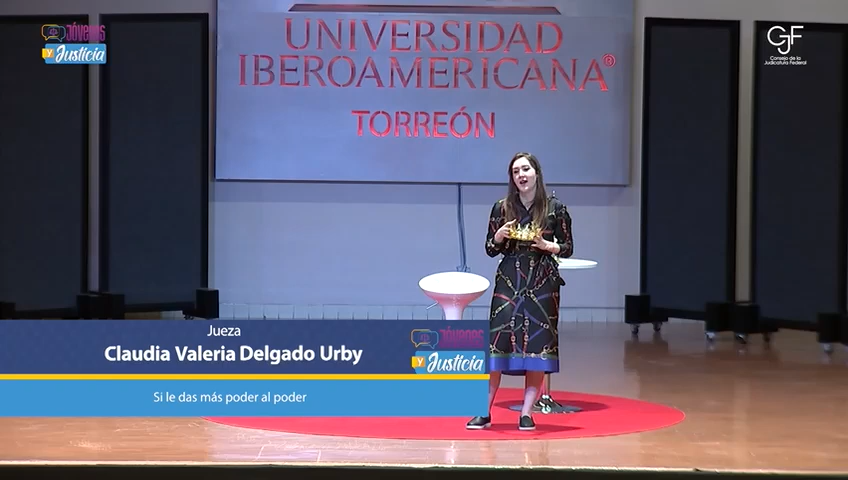 Jóvenes
y Justicia
CJF
Consejo de la
Judicatura Federal
UNIVERSIDAD
IBEROAMERICANA®
TORREÓN
Jueza
Claudia Valeria Delgado Urby
Jóvenes
y Justicia
Si le das más poder al poder